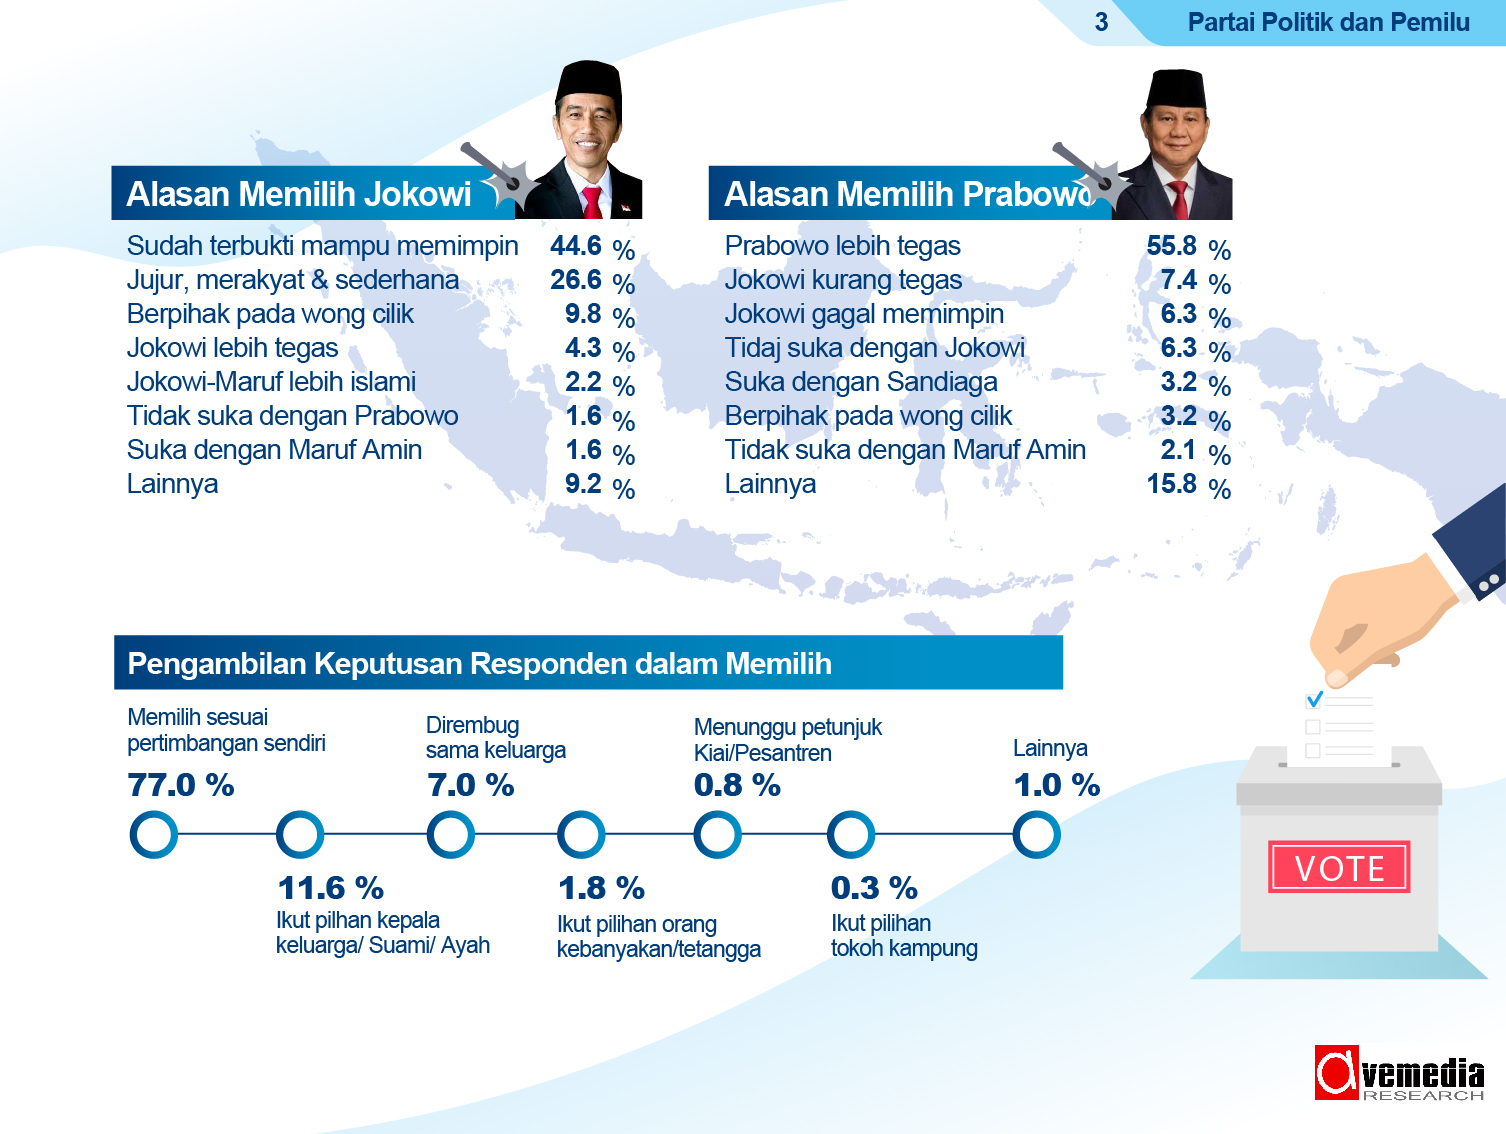 3 Partai Politik dan Pemilu
Alasan Memilih Jokowi
Sudah terbukti mampu memimpin 44.6 %
Jujur, merakyat & sederhana 26.6 %
Berpihak pada wong cilik 9.8 %
Jokowi lebih tegas 4.3 %
Jokowi-Maruf lebih islami 2.2 %
Tidak suka dengan Prabowo 1.6 %
Suka dengan Maruf Amin 1.6 %
Lainnya 9.2 %
Alasan Memilih Prabowo
Prabowo lebih tegas 55.8 %
Jokowi kurang tegas 7.4 %
Jokowi gagal memimpin 6.3 %
Tidaj suka dengan Jokowi 6.3 %
Suka dengan Sandiaga 3.2 %
Berpihak pada wong cilik 3.2 %
Tidak suka dengan Maruf Amin 2.1 %
Lainnya 15.8 %
Pengambilan Keputusan Responden dalam Memilih
Memilih sesuai
pertimbangan sendiri
77.0 %
11.6 %
Ikut pilhan kepala
keluarga/ Suami/ Ayah
Dirembug
sama keluarga
7.0 %
1.8 %
Ikut pilihan orang
kebanyakan/tetangga
Menunggu petunjuk
Kiai/Pesantren
0.8 %
0.3 %
Ikut pilihan
tokoh kampung
Lainnya
1.0 %
VOTE
avemedia
RESEARCH